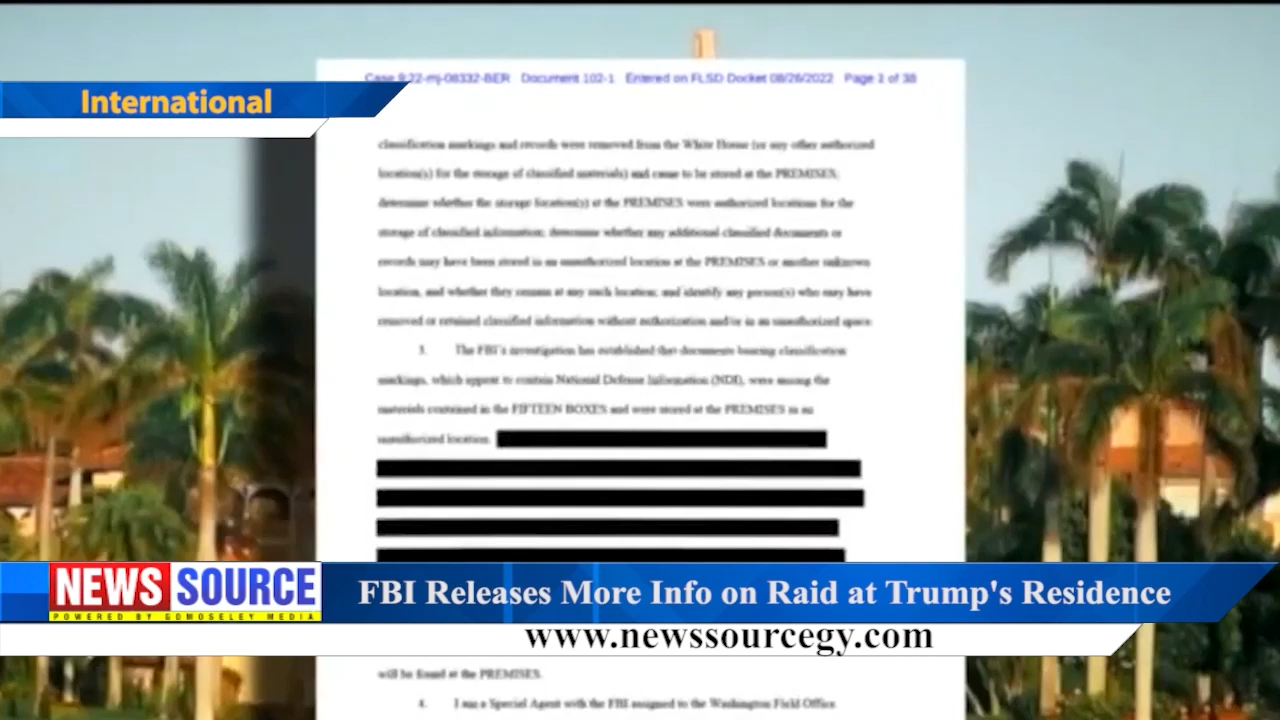 Case 9:22-mj-08332-BER Document 102-1 Entered on FLSD Docket 08/26/2022 Page 2 of 38
International
classification markings and records were removed from the White House (or any other authorized
location(s) for the storage of classified materials) and came to be stored at the PREMISES;
determine whether the storage location(s) at the PREMISES were authorized locations for the
storage of classified information; determine whether any additional classified documents or
records may have been stored in an unauthorized location at the PREMISES or another unknown
location, and whether they remain at any such location; and identify any person(s) who may have
removed or retained classified information without authorization and/or in an unauthorized space.
3. The FBI's investigation has established that documents bearing classification
markings, which appear to contain National Defense Information (NDI), were among the
materials contained in the FIFTEEN BOXES and were stored at the PREMISES in an
unauthorized location.
NEWS SOURCE
POWERED BY GDMOSELEY MEDIA
FBI Releases More Info on Raid at Trump's Residence
www.newssourcegy.com
will be found at the PREMISES.
4. I am a Special Agent with the FBI assigned to the Washington Field Office